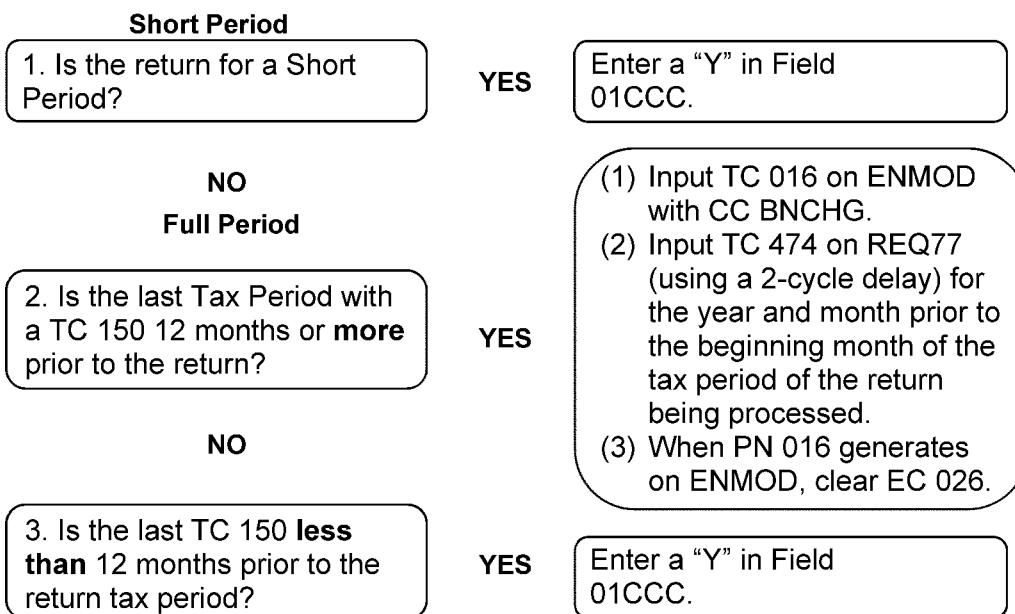 Short Period
1. Is the return for a Short
Period?
YES
Enter a “Y” in Field
01CCC.
NO
Full Period
2. Is the last Tax Period with
a TC 150 12 months or more
prior to the return?
YES
(1) Input TC 016 on ENMOD
with CC BNCHG.
(2) Input TC 474 on REQ77
(using a 2-cycle delay) for
the year and month prior to
the beginning month of the
tax period of the return
being processed.
(3) When PN 016 generates
on ENMOD, clear EC 026.
NO
3. Is the last TC 150 less
than 12 months prior to the
return tax period?
YES
Enter a “Y” in Field
01CCC.